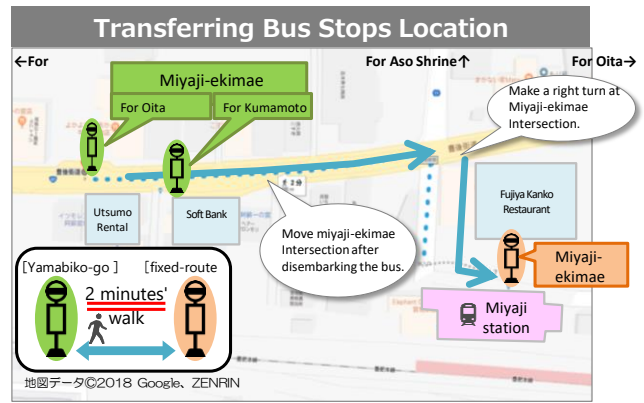 Transferring Bus Stops Location
←For
For Aso Shrine↑
For Oita→
Miyaji-ekimae
For Oita
For Kumamoto
Make a right turn at
Miyaji-ekimae
Intersection.
2分
Utsumo
Rental
Soft Bank
Fujiya Kanko
Restaurant
Move miyaji-ekimae
Intersection after
disembarking the bus.
Miyaji-
ekimae
[Yamabiko-go ]
[fixed-route
2 minutes'
walk
Miyaji
station
地図データ©2018 Google、ZENRIN